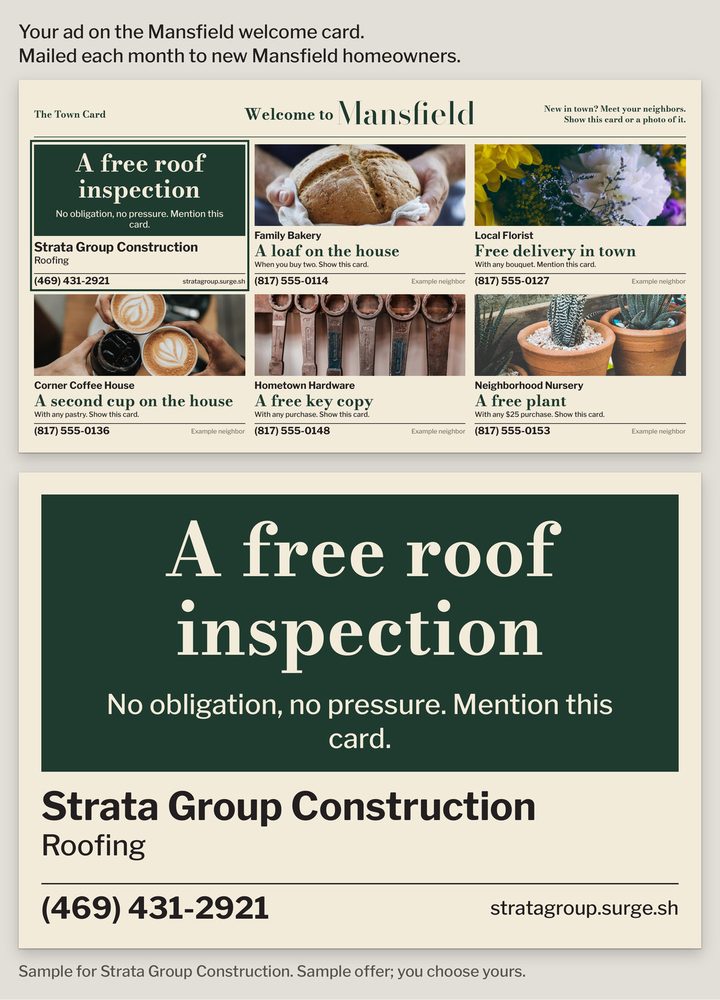 Your ad on the Mansfield welcome card.
Mailed each month to new Mansfield homeowners.
The Town Card
Welcome to Mansfield
New in town? Meet your neighbors.
Show this card or a photo of it.
A free roof
inspection
No obligation, no pressure. Mention this
card.
Strata Group Construction
Roofing
(469) 431-2921
stratagroup.surge.sh
Family Bakery
A loaf on the house
When you buy two. Show this card.
(817) 555-0114
Example neighbor
Local Florist
Free delivery in town
With any bouquet. Mention this card.
(817) 555-0127
Example neighbor
Corner Coffee House
A second cup on the house
With any pastry. Show this card.
(817) 555-0136
Example neighbor
Hometown Hardware
A free key copy
With any purchase. Show this card.
(817) 555-0148
Example neighbor
Neighborhood Nursery
A free plant
With any $25 purchase. Show this card.
(817) 555-0153
Example neighbor
A free roof
inspection
No obligation, no pressure. Mention this
card.
Strata Group Construction
Roofing
(469) 431-2921
stratagroup.surge.sh
Sample for Strata Group Construction. Sample offer; you choose yours.